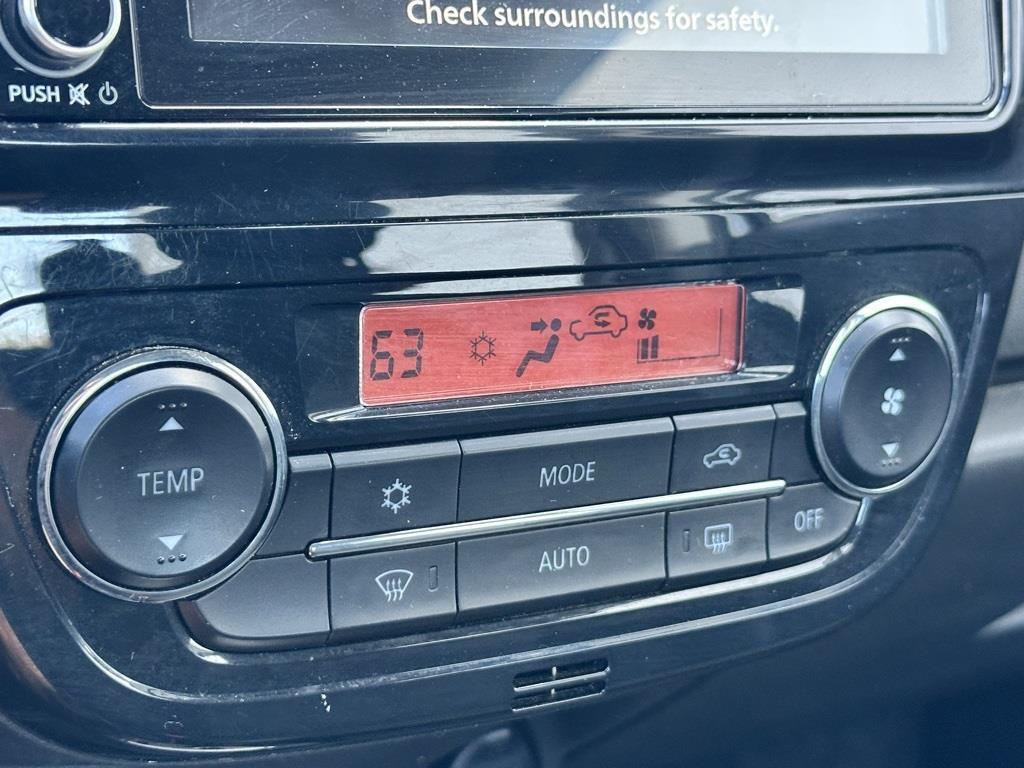 Check surroundings for safety.
PUSH
63
TEMP
MODE
AUTO
OFF